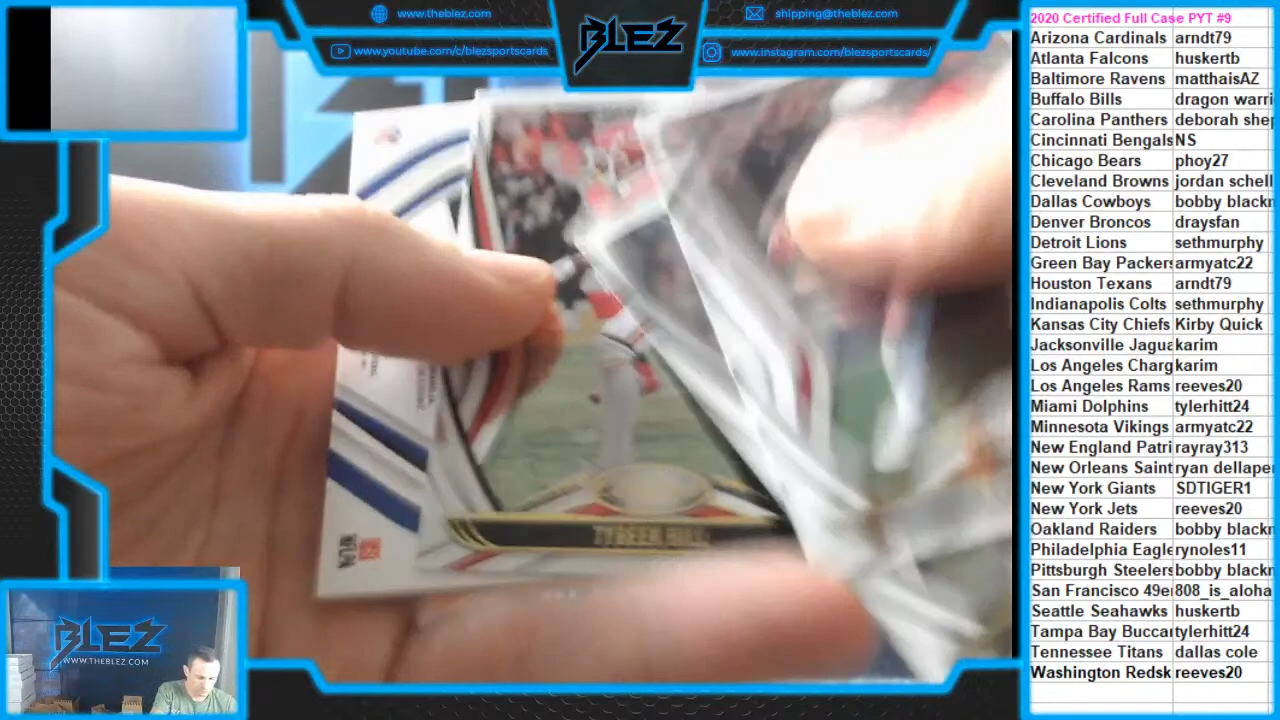 www.theblez.com
BLEZ
shipping@theblez.com
www.youtube.com/c/blezsportscards
www.instagram.com/blezsportscards/
2020 Certified Full Case PYT #9
Arizona Cardinals arndt79
Atlanta Falcons huskertb
Baltimore Ravens matthaisAZ
Buffalo Bills dragon warri
Carolina Panthers deborah shep
Cincinnati Bengals NS
Chicago Bears phoy27
Cleveland Browns jordan schell
Dallas Cowboys bobby blackn
Denver Broncos draysfan
Detroit Lions sethmurphy
Green Bay Packers armyatc22
Houston Texans arndt79
Indianapolis Colts sethmurphy
Kansas City Chiefs Kirby Quick
Jacksonville Jagua karim
Los Angeles Charg karim
Los Angeles Rams reeves20
Miami Dolphins tylerhitt24
Minnesota Vikings armyatc22
New England Patri rayray313
New Orleans Saint ryan dellape
New York Giants SDTIGER1
New York Jets reeves20
Oakland Raiders bobby blackn
Philadelphia Eagle rynoles11
Pittsburgh Steelers bobby blackn
San Francisco 49e 808_is_aloha
Seattle Seahawks huskertb
Tampa Bay Buccan tylerhitt24
Tennessee Titans dallas cole
Washington Redsk reeves20
TYREEK HILL
BLEZ
WWW.THEBLEZ.COM